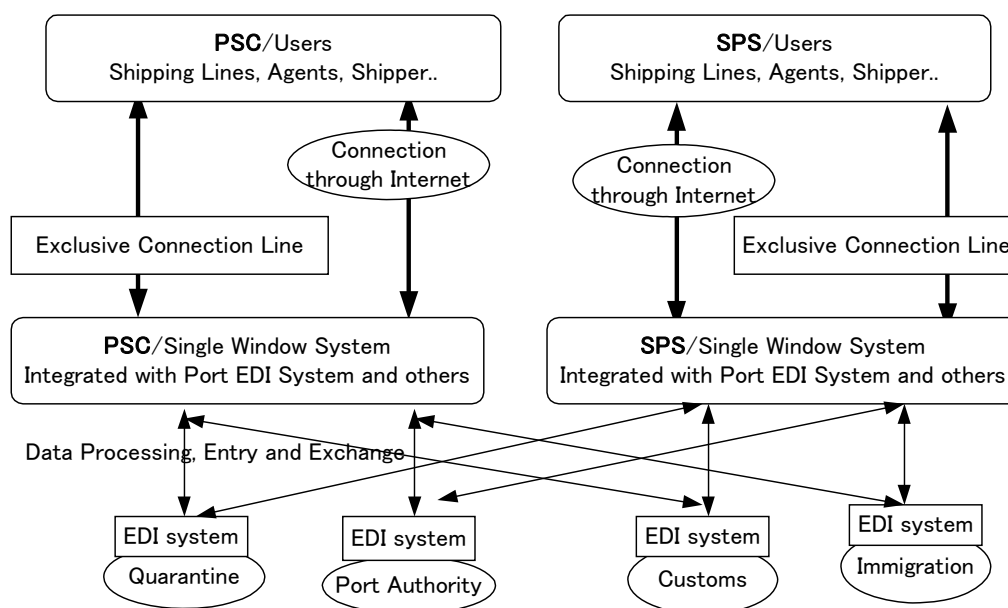 PSC/Users
Shipping Lines, Agents, Shipper..
SPS/Users
Shipping Lines, Agents, Shipper..
Connection
through Internet
Connection
through Internet
Exclusive Connection Line
Exclusive Connection Line
PSC/Single Window System
Integrated with Port EDI System and others
SPS/Single Window System
Integrated with Port EDI System and others
Data Processing, Entry and Exchange
EDI system
Quarantine
EDI system
Port Authority
EDI system
Customs
EDI system
Immigration